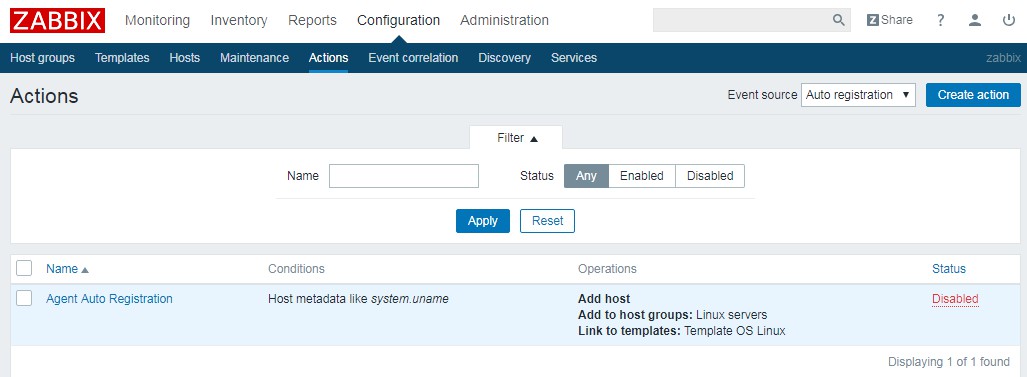 ZABBIX Monitoring Inventory Reports Configuration Administration Z Share ?
Host groups Templates Hosts Maintenance Actions Event correlation Discovery Services zabbix
Actions Event source Auto registration ▼ Create action
Filter ▲
Name Status Any Enabled Disabled
Apply Reset
Name ▲ Conditions Operations Status
Agent Auto Registration Host metadata like system.uname Add host Disabled
Add to host groups: Linux servers
Link to templates: Template OS Linux
Displaying 1 of 1 found